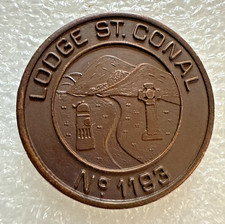 LODGE ST. CONAL
Nº 1193